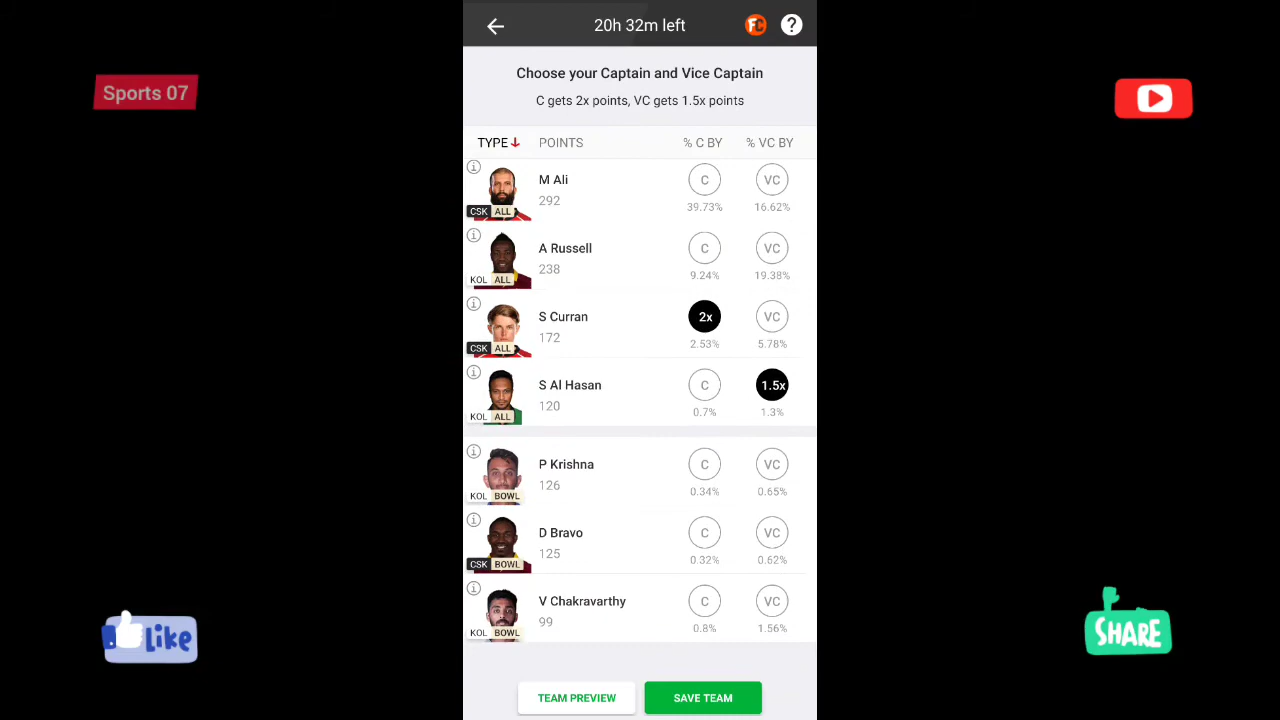 20h 32m left
FC
?
Sports 07
Choose your Captain and Vice Captain
C gets 2x points, VC gets 1.5x points
TYPE POINTS % C BY % VC BY
M Ali
292
CSK ALL
C
39.73%
VC
16.62%
A Russell
238
KOL ALL
C
9.24%
VC
19.38%
S Curran
172
CSK ALL
2x
2.53%
VC
5.78%
S Al Hasan
120
KOL ALL
C
0.7%
1.5x
1.3%
P Krishna
126
KOL BOWL
C
0.34%
VC
0.65%
D Bravo
125
CSK BOWL
C
0.32%
VC
0.62%
V Chakravarthy
99
KOL BOWL
C
0.8%
VC
1.56%
Like
SHARE
TEAM PREVIEW
SAVE TEAM